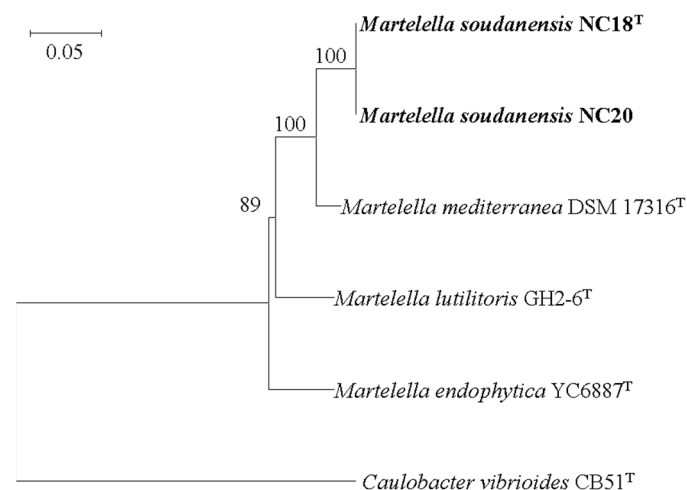 Martelella soudanensis NC18ᵀ
0.05
100
Martelella soudanensis NC20
100
Martelella mediterranea DSM 17316ᵀ
89
Martelella lutilitoris GH2-6ᵀ
Martelella endophytica YC6887ᵀ
Caulobacter vibrioides CB51ᵀ